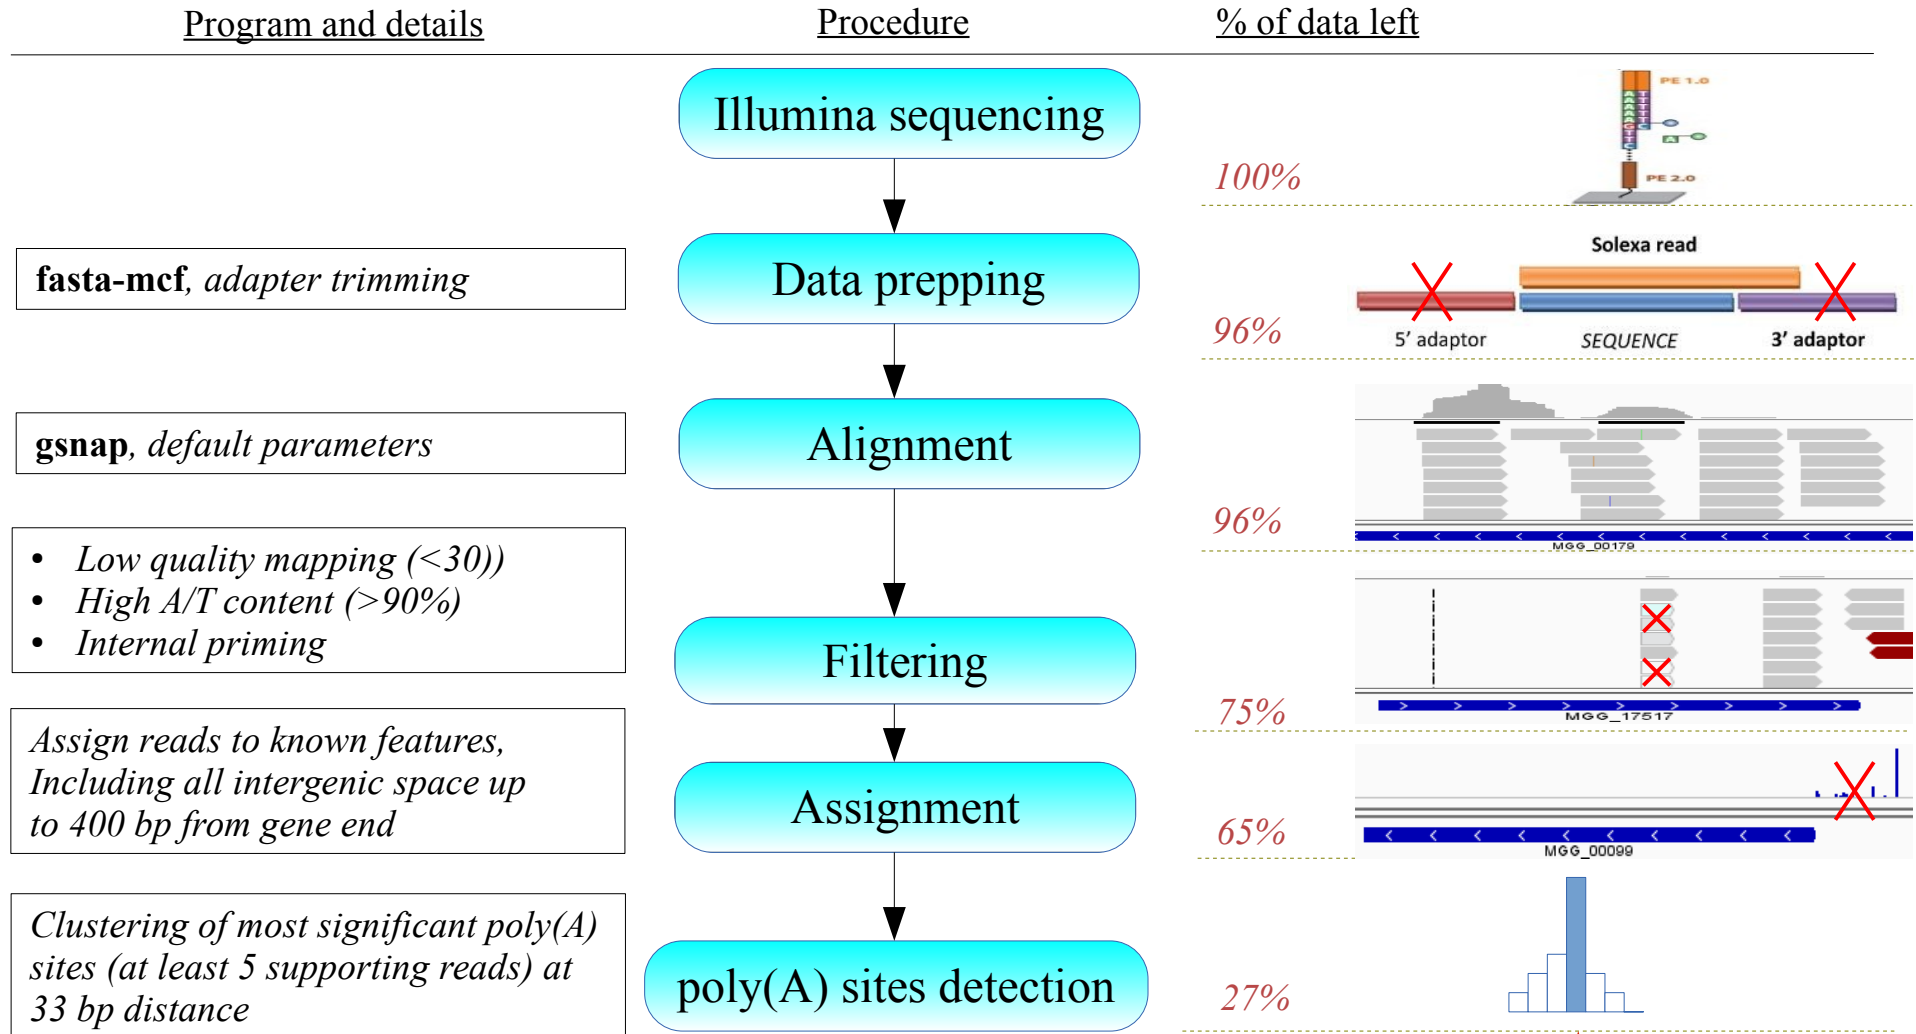 Program and details
Procedure
% of data left
Illumina sequencing
100%
PE 1.0
A
PE 2.0
fasta-mcf, adapter trimming
Data prepping
96%
Solexa read
5' adaptor
SEQUENCE
3' adaptor
gsnap, default parameters
Alignment
96%
MGG_00179
• Low quality mapping (<30))
• High A/T content (>90%)
• Internal priming
Filtering
75%
MGG_17517
Assign reads to known features,
Including all intergenic space up
to 400 bp from gene end
Assignment
65%
MGG_00099
Clustering of most significant poly(A)
sites (at least 5 supporting reads) at
33 bp distance
poly(A) sites detection
27%